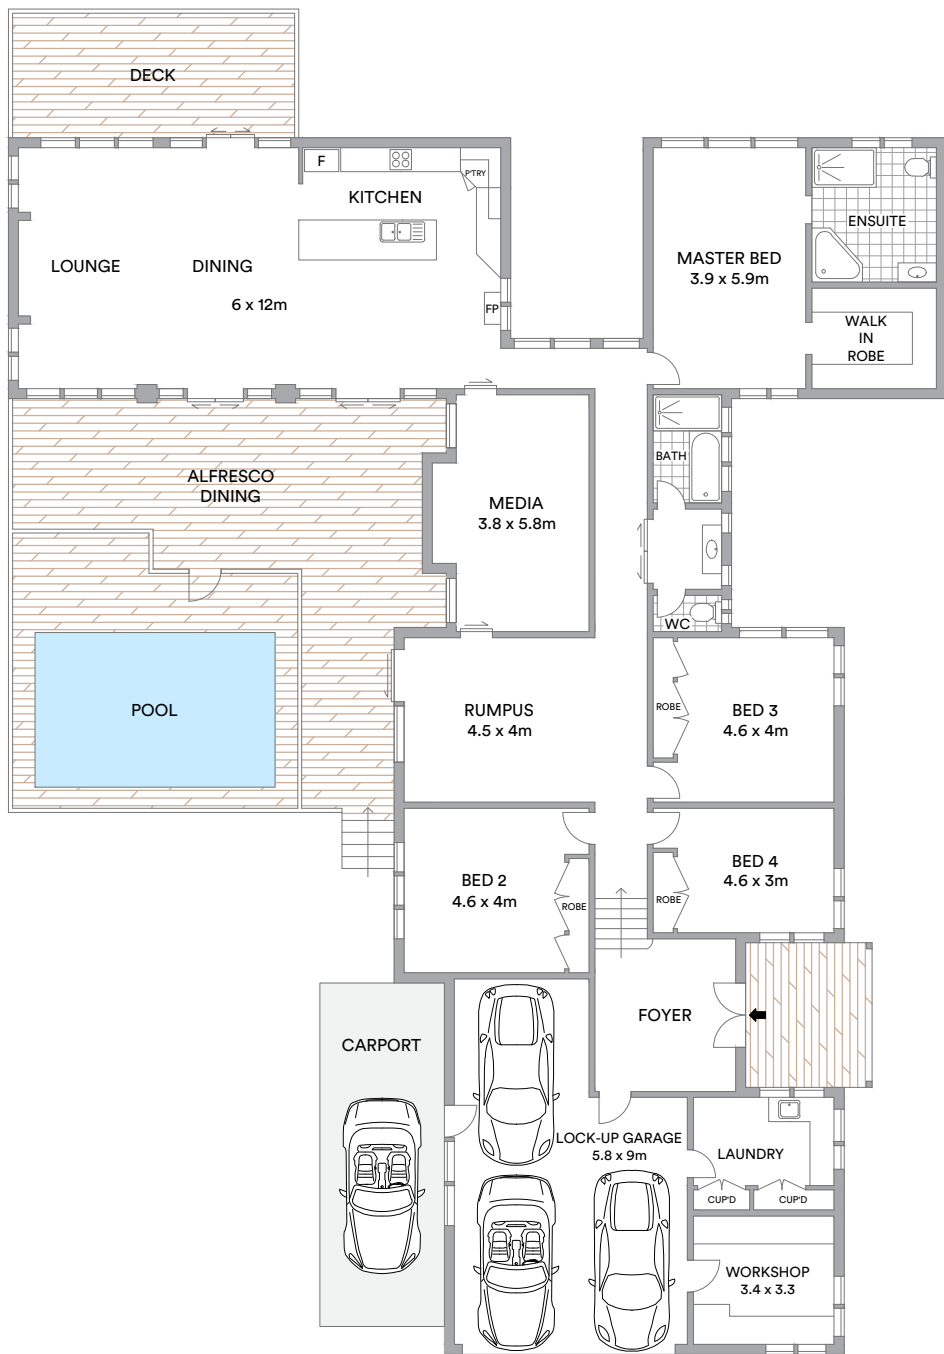 DECK
F
P'TRY
KITCHEN
ENSUITE
LOUNGE
DINING
MASTER BED
3.9 x 5.9m
6 x 12m
FP
WALK
IN
ROBE
BATH
ALFRESCO
DINING
MEDIA
3.8 x 5.8m
WC
POOL
RUMPUS
4.5 x 4m
ROBE
BED 3
4.6 x 4m
BED 2
4.6 x 4m
ROBE
ROBE
BED 4
4.6 x 3m
FOYER
CARPORT
LOCK-UP GARAGE
5.8 x 9m
LAUNDRY
CUP'D
CUP'D
WORKSHOP
3.4 x 3.3